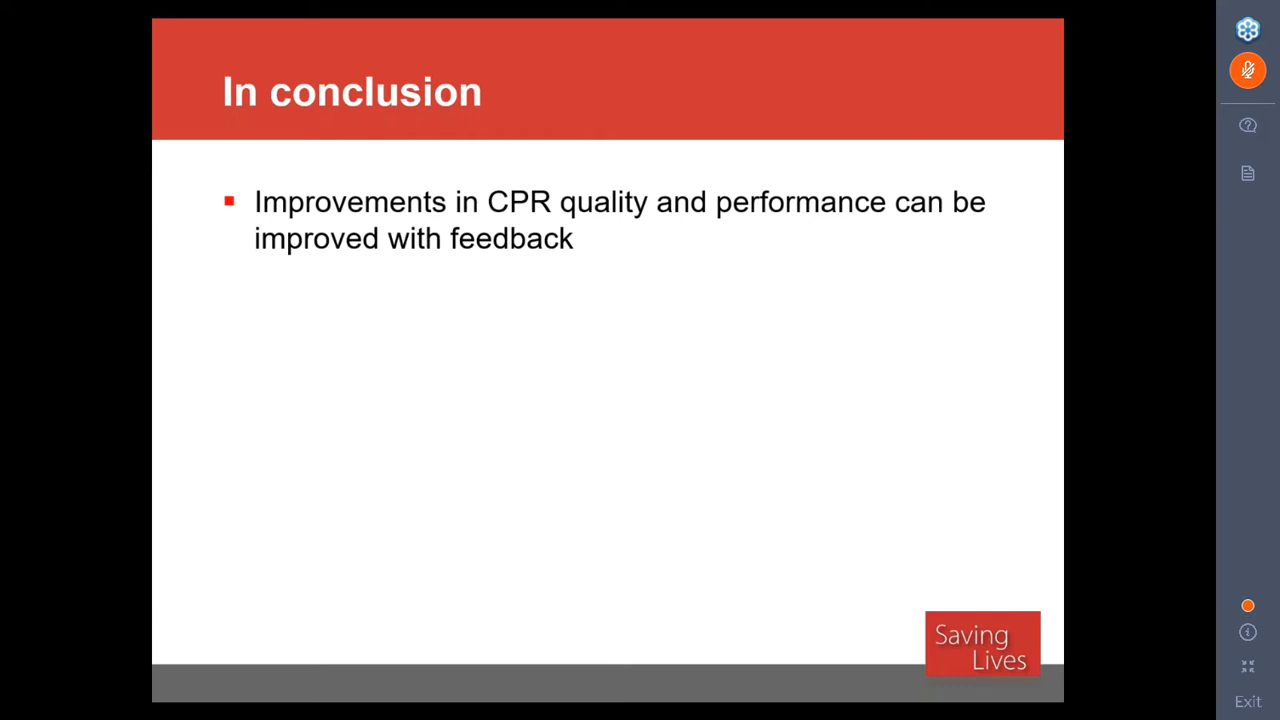 In conclusion
Improvements in CPR quality and performance can be
improved with feedback
Saving
Lives
Exit